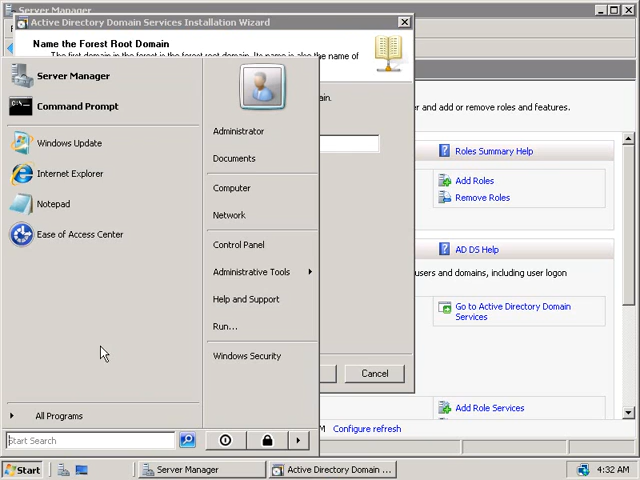 Server Manager
Active Directory Domain Services Installation Wizard
Name the Forest Root Domain
The first domain in the forest is the forest root domain. Its name is also the name of
ain.
Server Manager
Command Prompt
Windows Update
Internet Explorer
Notepad
Ease of Access Center
All Programs
Start Search
Administrator
Documents
Computer
Network
Control Panel
Administrative Tools
Help and Support
Run...
Windows Security
Cancel
er and add or remove roles and features.
Roles Summary Help
Add Roles
Remove Roles
AD DS Help
users and domains, including user logon
Go to Active Directory Domain
Services
Add Role Services
M Configure refresh
Start
Server Manager
Active Directory Domain ...
4:32 AM